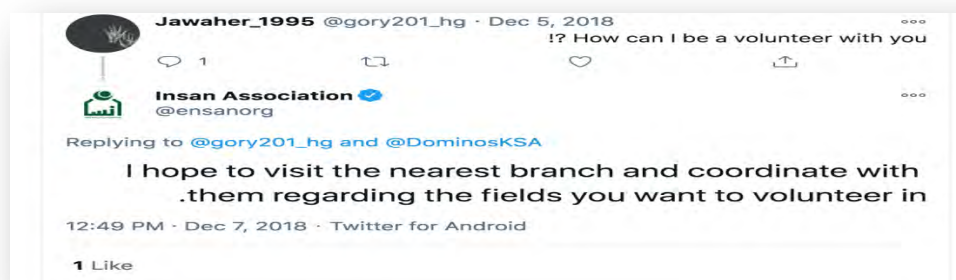 Jawaher_1995 @gory201_hg · Dec 5, 2018
!? How can I be a volunteer with you
1
إنسان
Insan Association
@ensanorg
Replying to @gory201_hg and @DominosKSA
I hope to visit the nearest branch and coordinate with
.them regarding the fields you want to volunteer in
12:49 PM · Dec 7, 2018 · Twitter for Android
1 Like